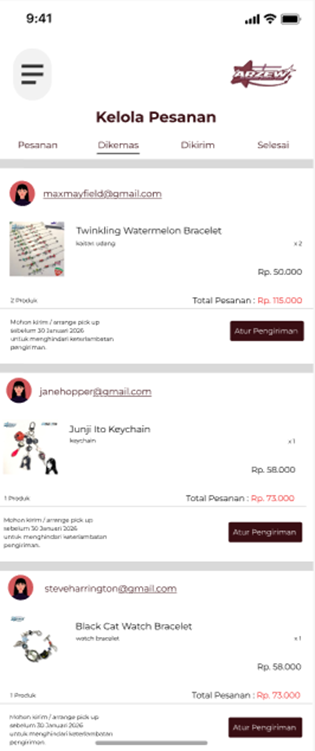 9:41
ARZEW
Kelola Pesanan
Pesanan Dikemas Dikirim Selesai
maxmayfield@gmail.com
Twinkling Watermelon Bracelet
kaitan udang x2
Rp. 50.000
2 Produk Total Pesanan : Rp. 115.000
Mohon kirim / arrange pick up
sebelum 30 Januari 2026
untuk menghindari keterlambatan
pengiriman.
Atur Pengiriman
janehopper@gmail.com
Junji Ito Keychain
keychain x1
Rp. 58.000
1 Produk Total Pesanan : Rp. 73.000
Mohon kirim / arrange pick up
sebelum 30 Januari 2026
untuk menghindari keterlambatan
pengiriman.
Atur Pengiriman
steveharrington@gmail.com
Black Cat Watch Bracelet
watch bracelet x1
Rp. 58.000
1 Produk Total Pesanan : Rp. 73.000
Mohon kirim / arrange pick up
sebelum 30 Januari 2026
untuk menghindari keterlambatan
pengiriman.
Atur Pengiriman